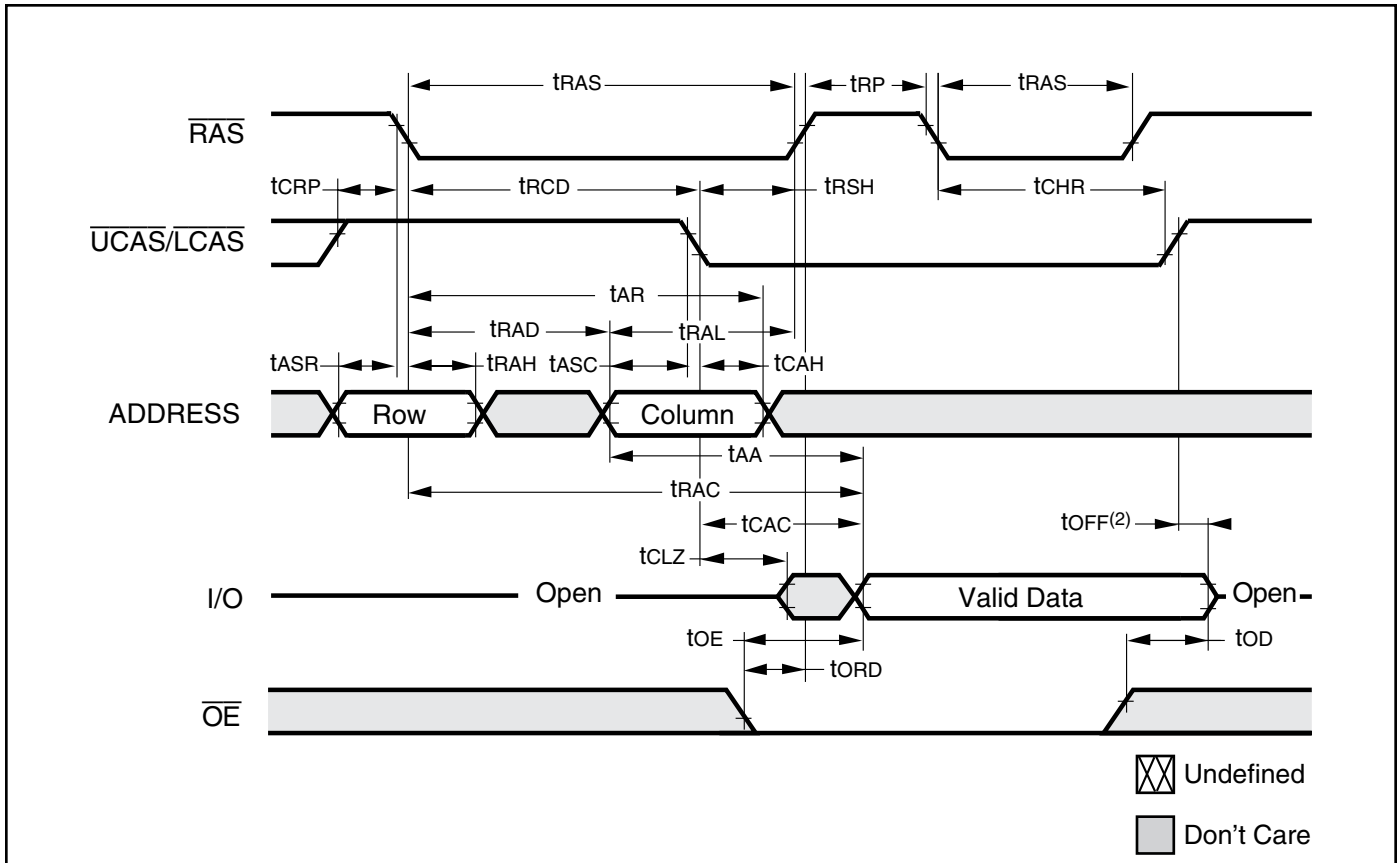 tRAS tRP tRAS
RAS
tCRP tRCD tRSH tCHR
UCAS/LCAS
tAR
tRAD tRAL
tASR tRAH tASC tCAH
ADDRESS Row Column
tAA
tRAC
tCAC tOFF(2)
tCLZ
I/O Open Valid Data Open
tOE tOD
tORD
OE
Undefined
Don't Care